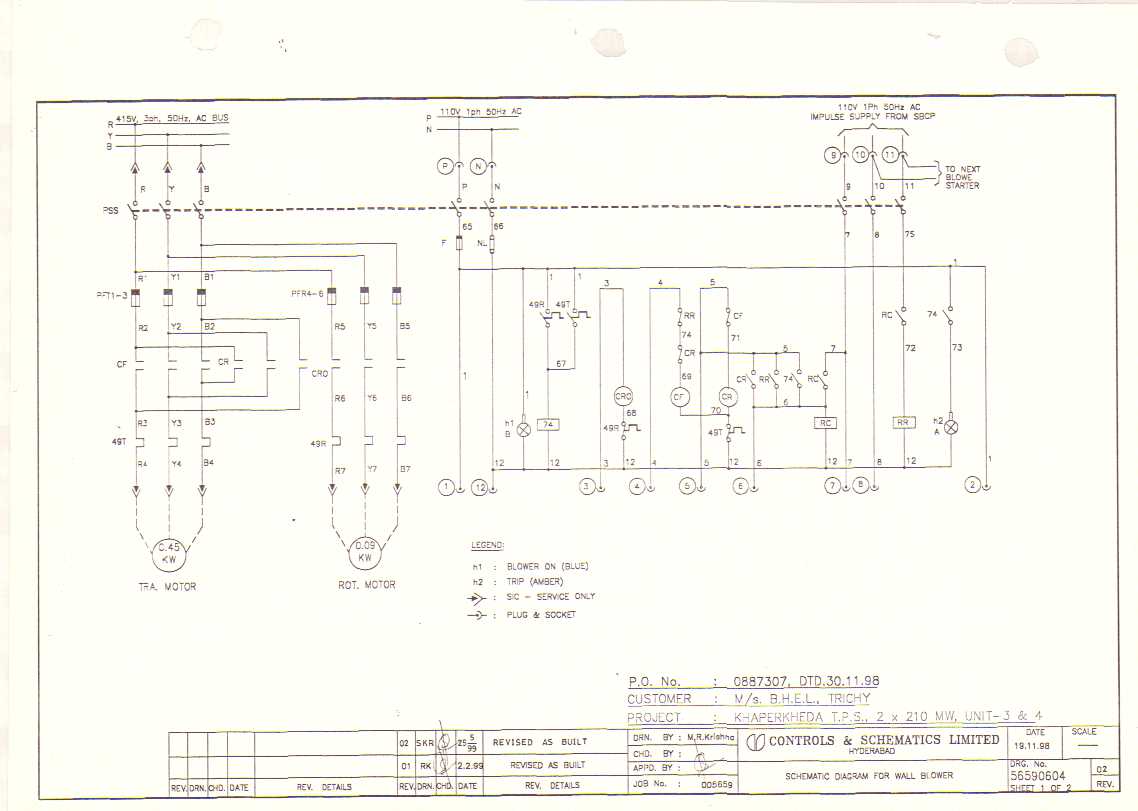 415V, 3ph, 50Hz, AC BUS
R
Y
B
110V 1ph 50Hz AC
P
N
110V 1Ph 50Hz AC
IMPULSE SUPPLY FROM SBCP
P N 9 10 11
TO NEXT
BLOWE
STARTER
R Y B P N 9 10 11
PSS
65 66 7 8 75
F NL
R1 Y1 B1 1 1 1 3 4 5 1
PFT1-3 PFR4-6
49R 49T RR CF RC 74
R2 Y2 B2 R5 Y5 B5 74 71 72 73
CF CR CRO 67 CR 5 7
1 69 CR RR 74 RC
R6 Y6 B6 1 CRO CF CR 6
R3 Y3 B3 68 70
49T 49R h1 B 74 49R 49T RC RR h2 A
R4 Y4 B4 R7 Y7 B7 12 12 3 12 4 5 12 6 12 7 8 12 1
1 12 3 4 5 6 7 8 2
0.45 KW
0.09 KW
TRA. MOTOR
ROT. MOTOR
LEGEND:
h1 : BLOWER ON (BLUE)
h2 : TRIP (AMBER)
: SIC - SERVICE ONLY
: PLUG & SOCKET
P.O. No. : 0887307, DTD.30.11.98
CUSTOMER : M/s. B.H.E.L., TRICHY
PROJECT : KHAPERKHEDA T.P.S., 2 x 210 MW, UNIT-3 & 4
02 SKR 25 5 99 REVISED AS BUILT
01 RK 2.2.99 REVISED AS BUILT
REV. DRN. CHD. DATE REV. DETAILS REV. DRN. CHD. DATE REV. DETAILS
DRN. BY : M.R.Krishna
CHD. BY :
APPD. BY :
JOB No. : 005659
CONTROLS & SCHEMATICS LIMITED
HYDERABAD
SCHEMATIC DIAGRAM FOR WALL BLOWER
DATE
19.11.98
SCALE
DRG. No.
56590604
SHEET 1 OF 2
02
REV.